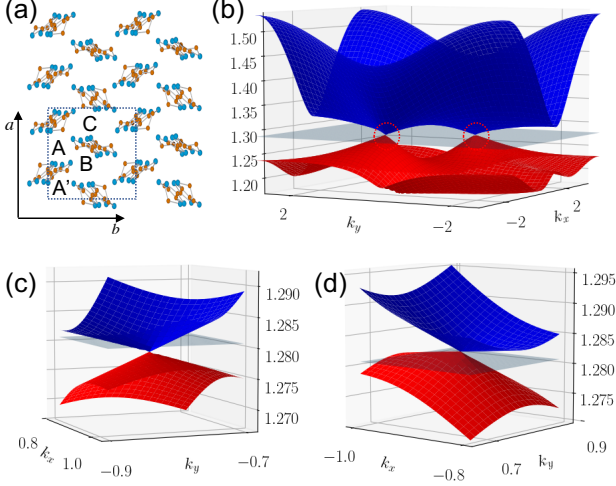 (a)
C
A
B
A'
a
b
(b)
1.50
1.45
1.40
1.35
1.30
1.25
1.20
2
k_y
−2
−2
k_x
2
(c)
1.290
1.285
1.280
1.275
1.270
0.8
k_x
1.0
−0.9
k_y
−0.7
(d)
1.295
1.290
1.285
1.280
1.275
−1.0
k_x
−0.8
0.7
k_y
0.9